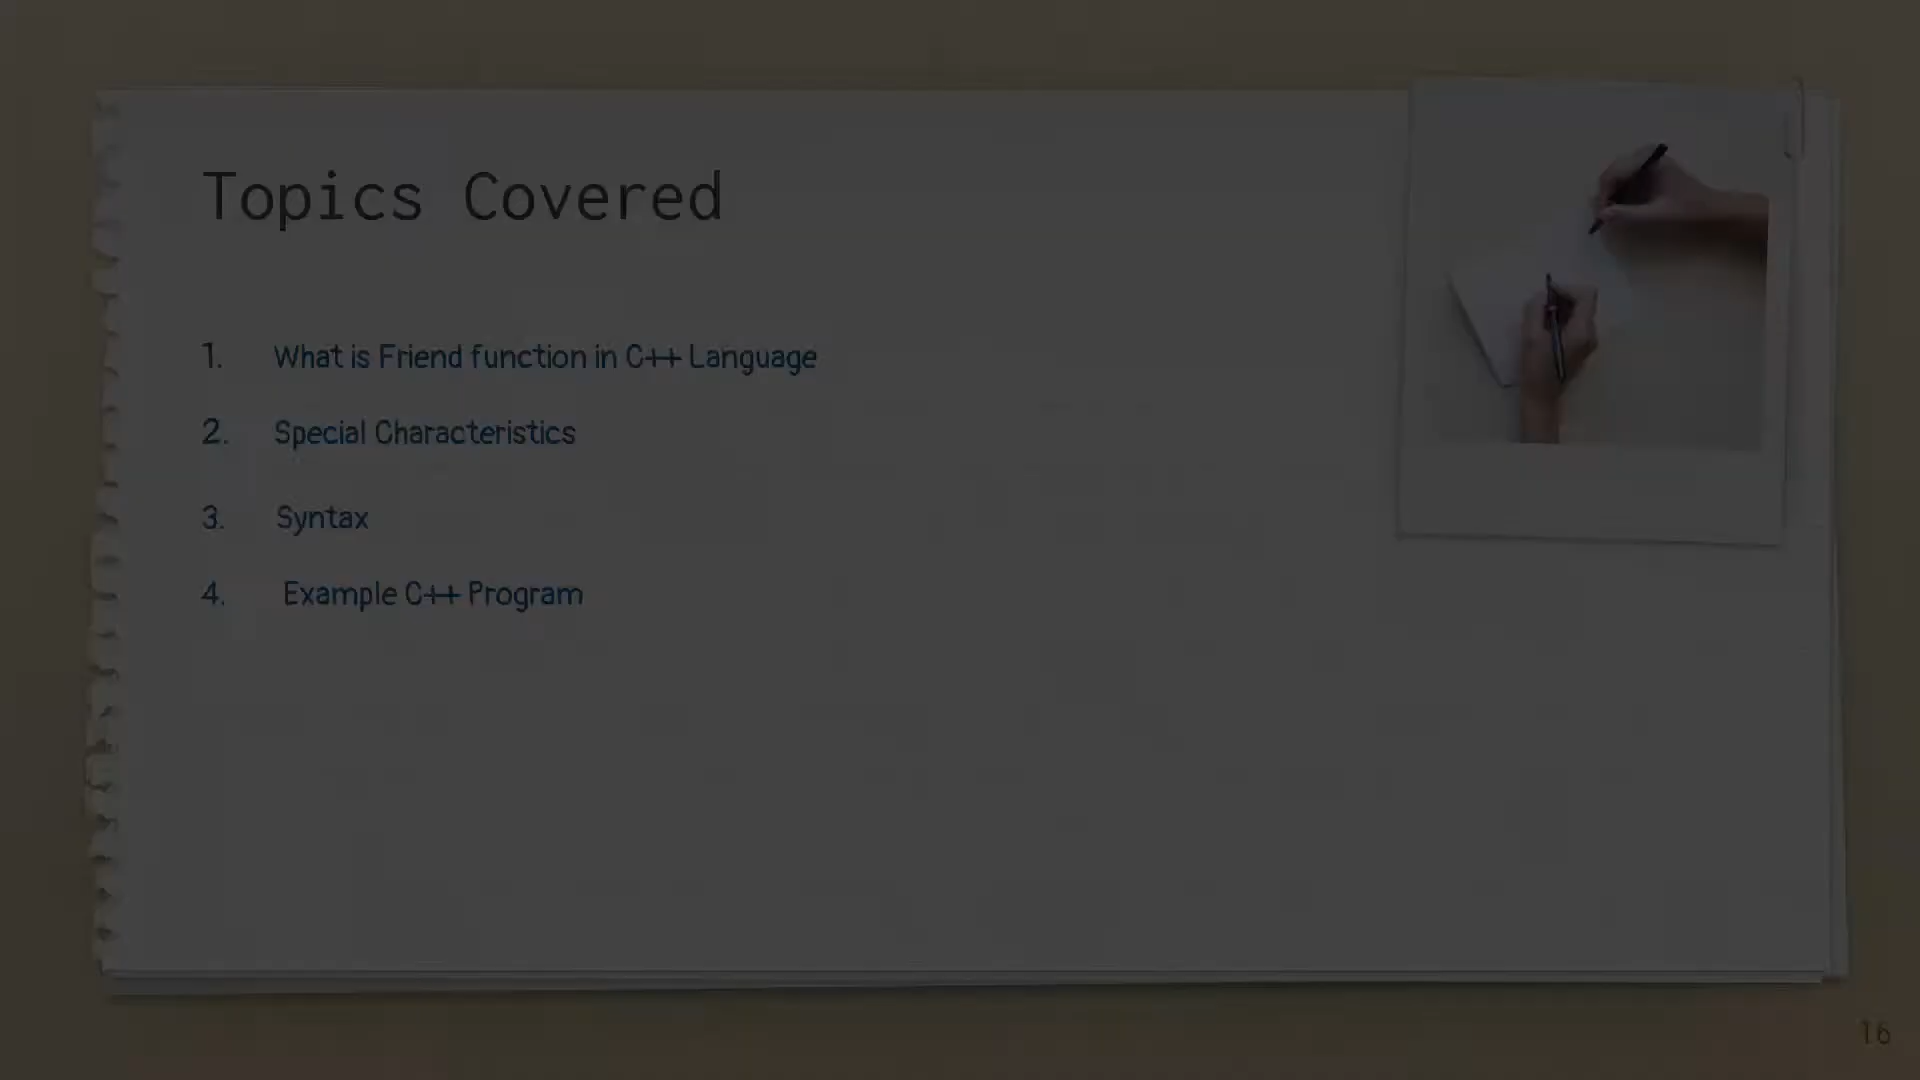 Topics Covered
1. What is Friend function in C++ Language
2. Special Characteristics
3. Syntax
4. Example C++ Program
16